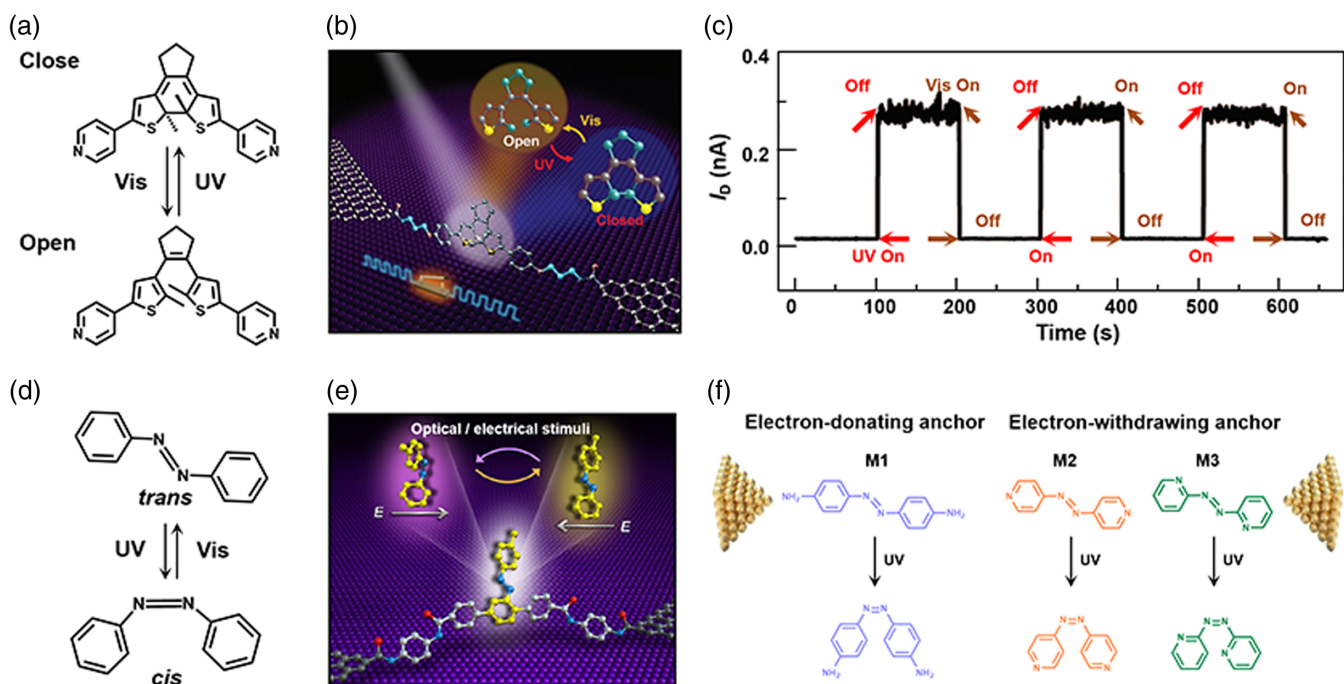 (a)
Close
N
S
S
N
Vis
UV
Open
N
S
S
N
(b)
Open
Vis
UV
Closed
(c)
0.4
0.2
0.0
I_D (nA)
Off
Vis On
Off
On
Off
On
UV On
Off
On
Off
On
Off
0
100
200
300
400
500
600
Time (s)
(d)
N
N
trans
UV
Vis
N
N
cis
(e)
Optical / electrical stimuli
E
E
(f)
Electron-donating anchor
Electron-withdrawing anchor
M1
M2
M3
NH₂
N
N
NH₂
N
N
N
N
N
N
N
N
UV
UV
UV
N=N
NH₂
NH₂
N=N
N
N
N=N
N
N